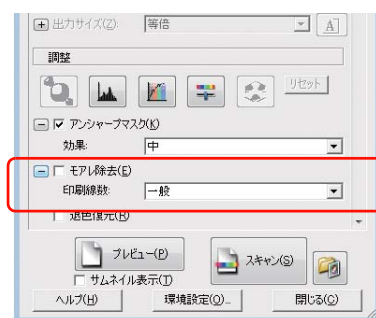 出力サイズ(Z): 等倍
調整
リセット
アンシャープマスク(K)
効果: 中
モアレ除去(E)
印刷線数: 一般
退色復元(R)
プレビュー(P) スキャン(S)
サムネイル表示(T)
ヘルプ(H) 環境設定(O)... 閉じる(C)